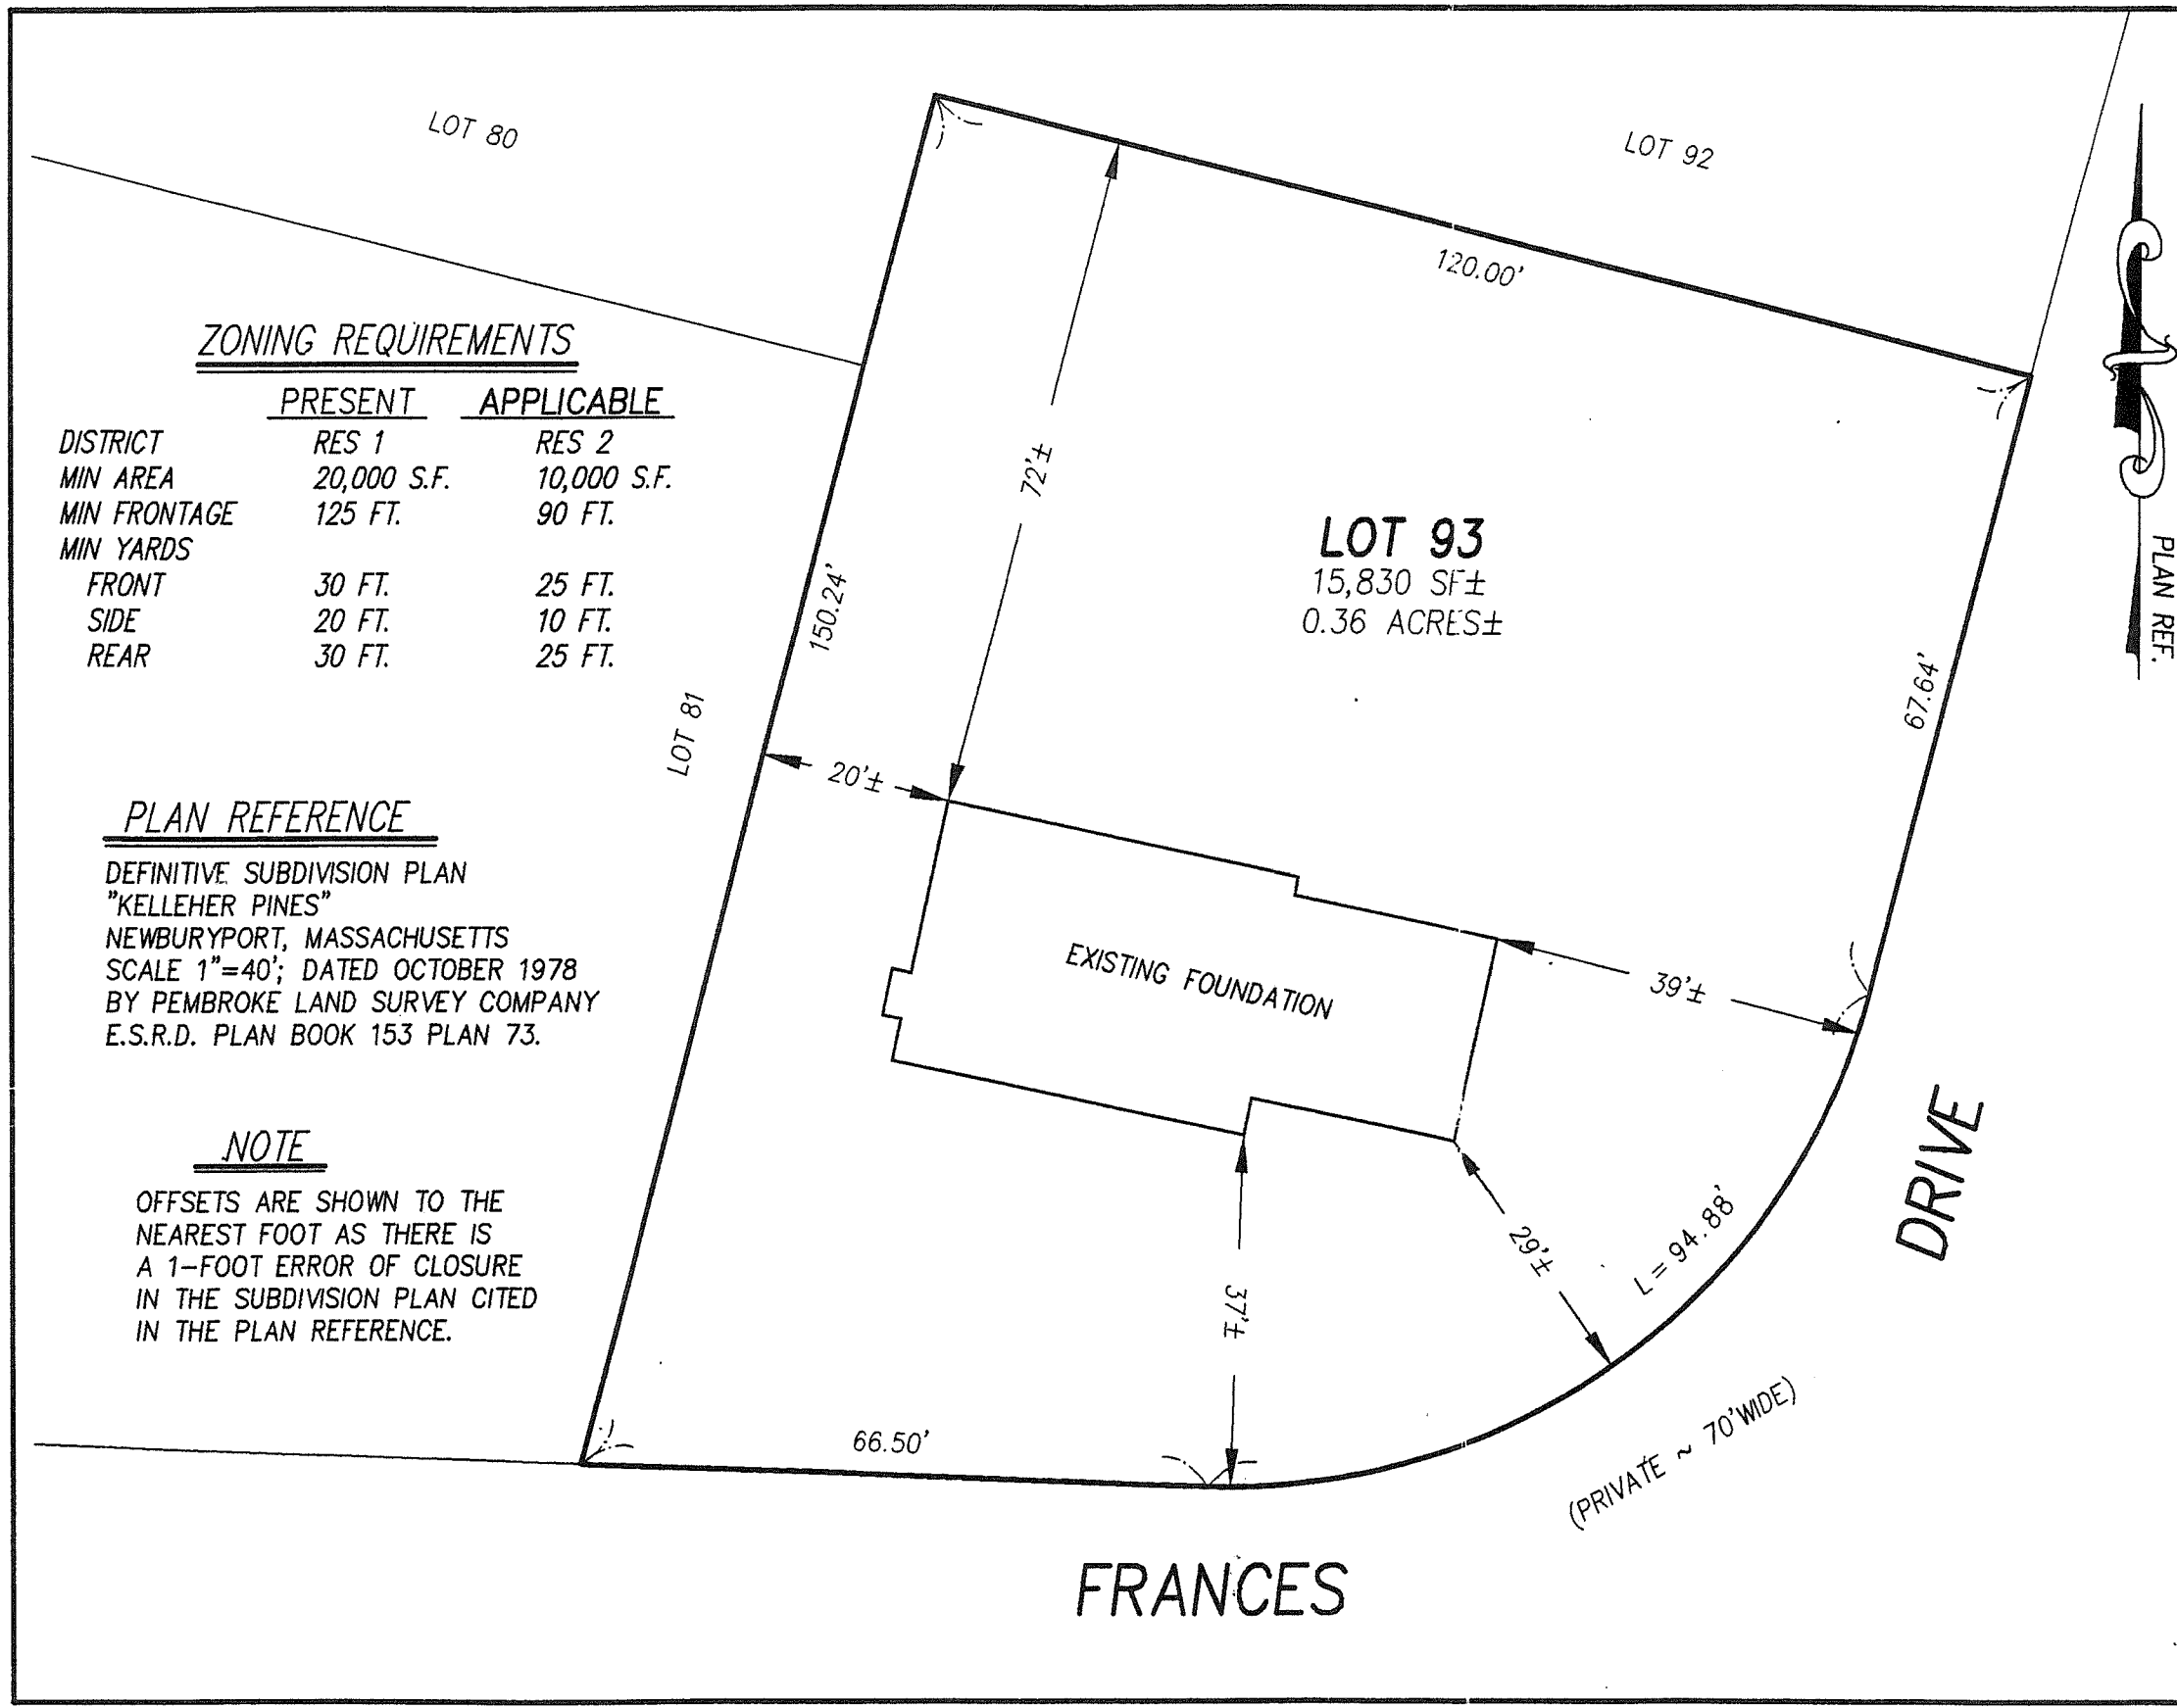 LOT 80
LOT 92
120.00'
ZONING REQUIREMENTS
PRESENT APPLICABLE
DISTRICT RES 1 RES 2
MIN AREA 20,000 S.F. 10,000 S.F.
MIN FRONTAGE 125 FT. 90 FT.
MIN YARDS
FRONT 30 FT. 25 FT.
SIDE 20 FT. 10 FT.
REAR 30 FT. 25 FT.
72'±
LOT 93
15,830 SF±
0.36 ACRES±
PLAN REF.
150.24'
LOT 81
67.64'
20'±
PLAN REFERENCE
DEFINITIVE SUBDIVISION PLAN
"KELLEHER PINES"
NEWBURYPORT, MASSACHUSETTS
SCALE 1"=40'; DATED OCTOBER 1978
BY PEMBROKE LAND SURVEY COMPANY
E.S.R.D. PLAN BOOK 153 PLAN 73.
EXISTING FOUNDATION
39'±
NOTE
OFFSETS ARE SHOWN TO THE
NEAREST FOOT AS THERE IS
A 1-FOOT ERROR OF CLOSURE
IN THE SUBDIVISION PLAN CITED
IN THE PLAN REFERENCE.
37'±
29'±
L = 94.88'
DRIVE
66.50'
(PRIVATE ~ 70'WIDE)
FRANCES